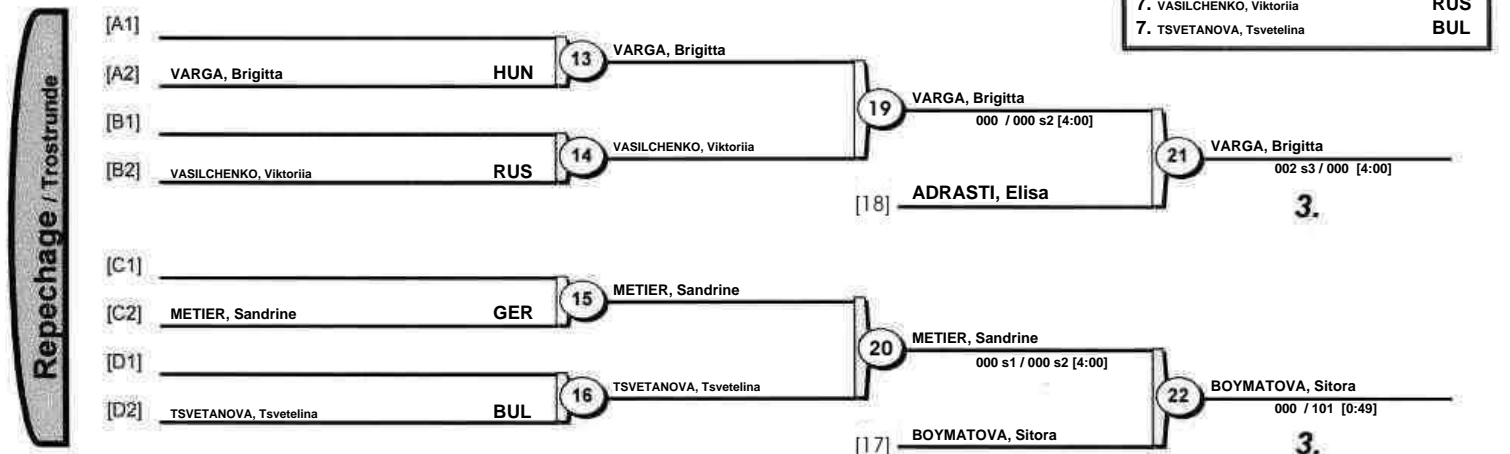 7. VASILCHENKO, Viktoriia RUS
7. TSVETANOVA, Tsvetelina BUL
Repechage / Trostrunde
[A1]
[A2] VARGA, Brigitta HUN
13 VARGA, Brigitta
[B1]
[B2] VASILCHENKO, Viktoriia RUS
14 VASILCHENKO, Viktoriia
19 VARGA, Brigitta
000 / 000 s2 [4:00]
[18] ADRASTI, Elisa
21 VARGA, Brigitta
002 s3 / 000 [4:00]
3.
[C1]
[C2] METIER, Sandrine GER
15 METIER, Sandrine
[D1]
[D2] TSVETANOVA, Tsvetelina BUL
16 TSVETANOVA, Tsvetelina
20 METIER, Sandrine
000 s1 / 000 s2 [4:00]
[17] BOYMATOVA, Sitora
22 BOYMATOVA, Sitora
000 / 101 [0:49]
3.